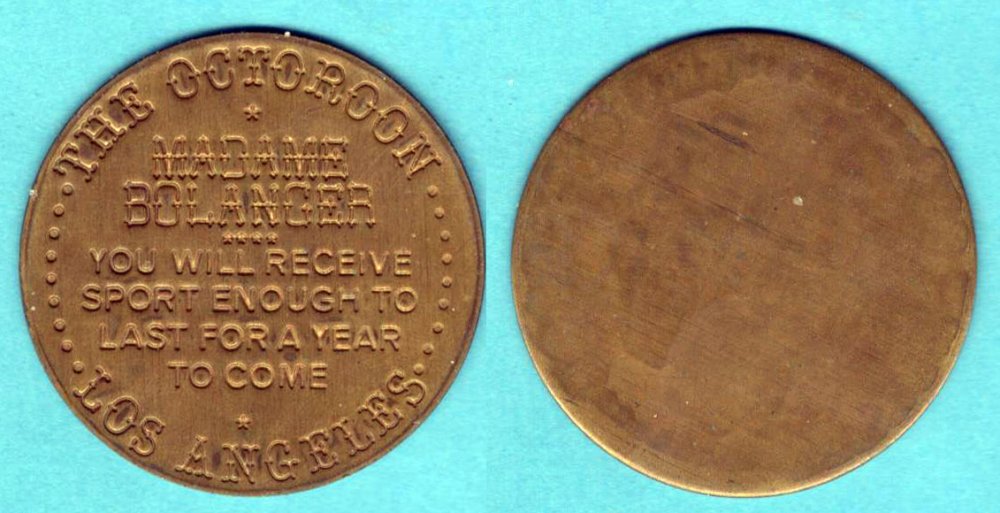 THE OCTOROON
MADAME
BOLANGER
YOU WILL RECEIVE
SPORT ENOUGH TO
LAST FOR A YEAR
TO COME
LOS ANGELES